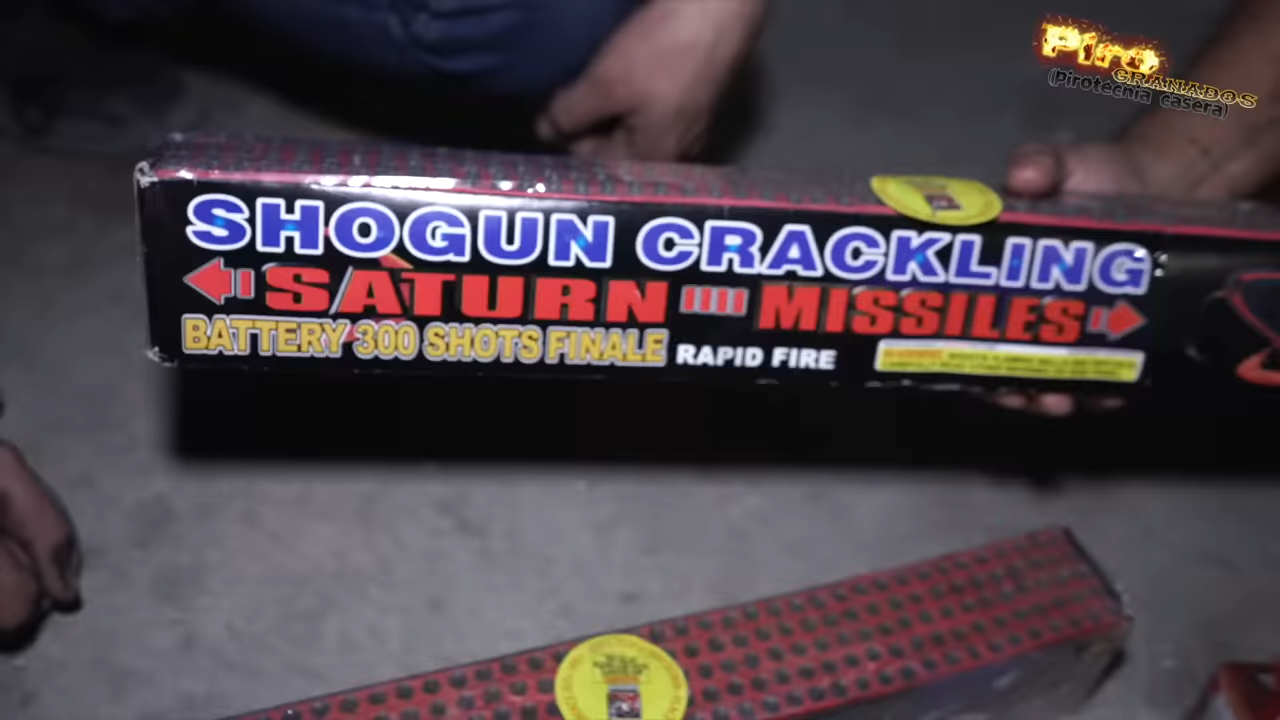 Piro
GRANADOS
(Pirotecnia casera)
SHOGUN CRACKLING
SATURN MISSILES
BATTERY 300 SHOTS FINALE RAPID FIRE